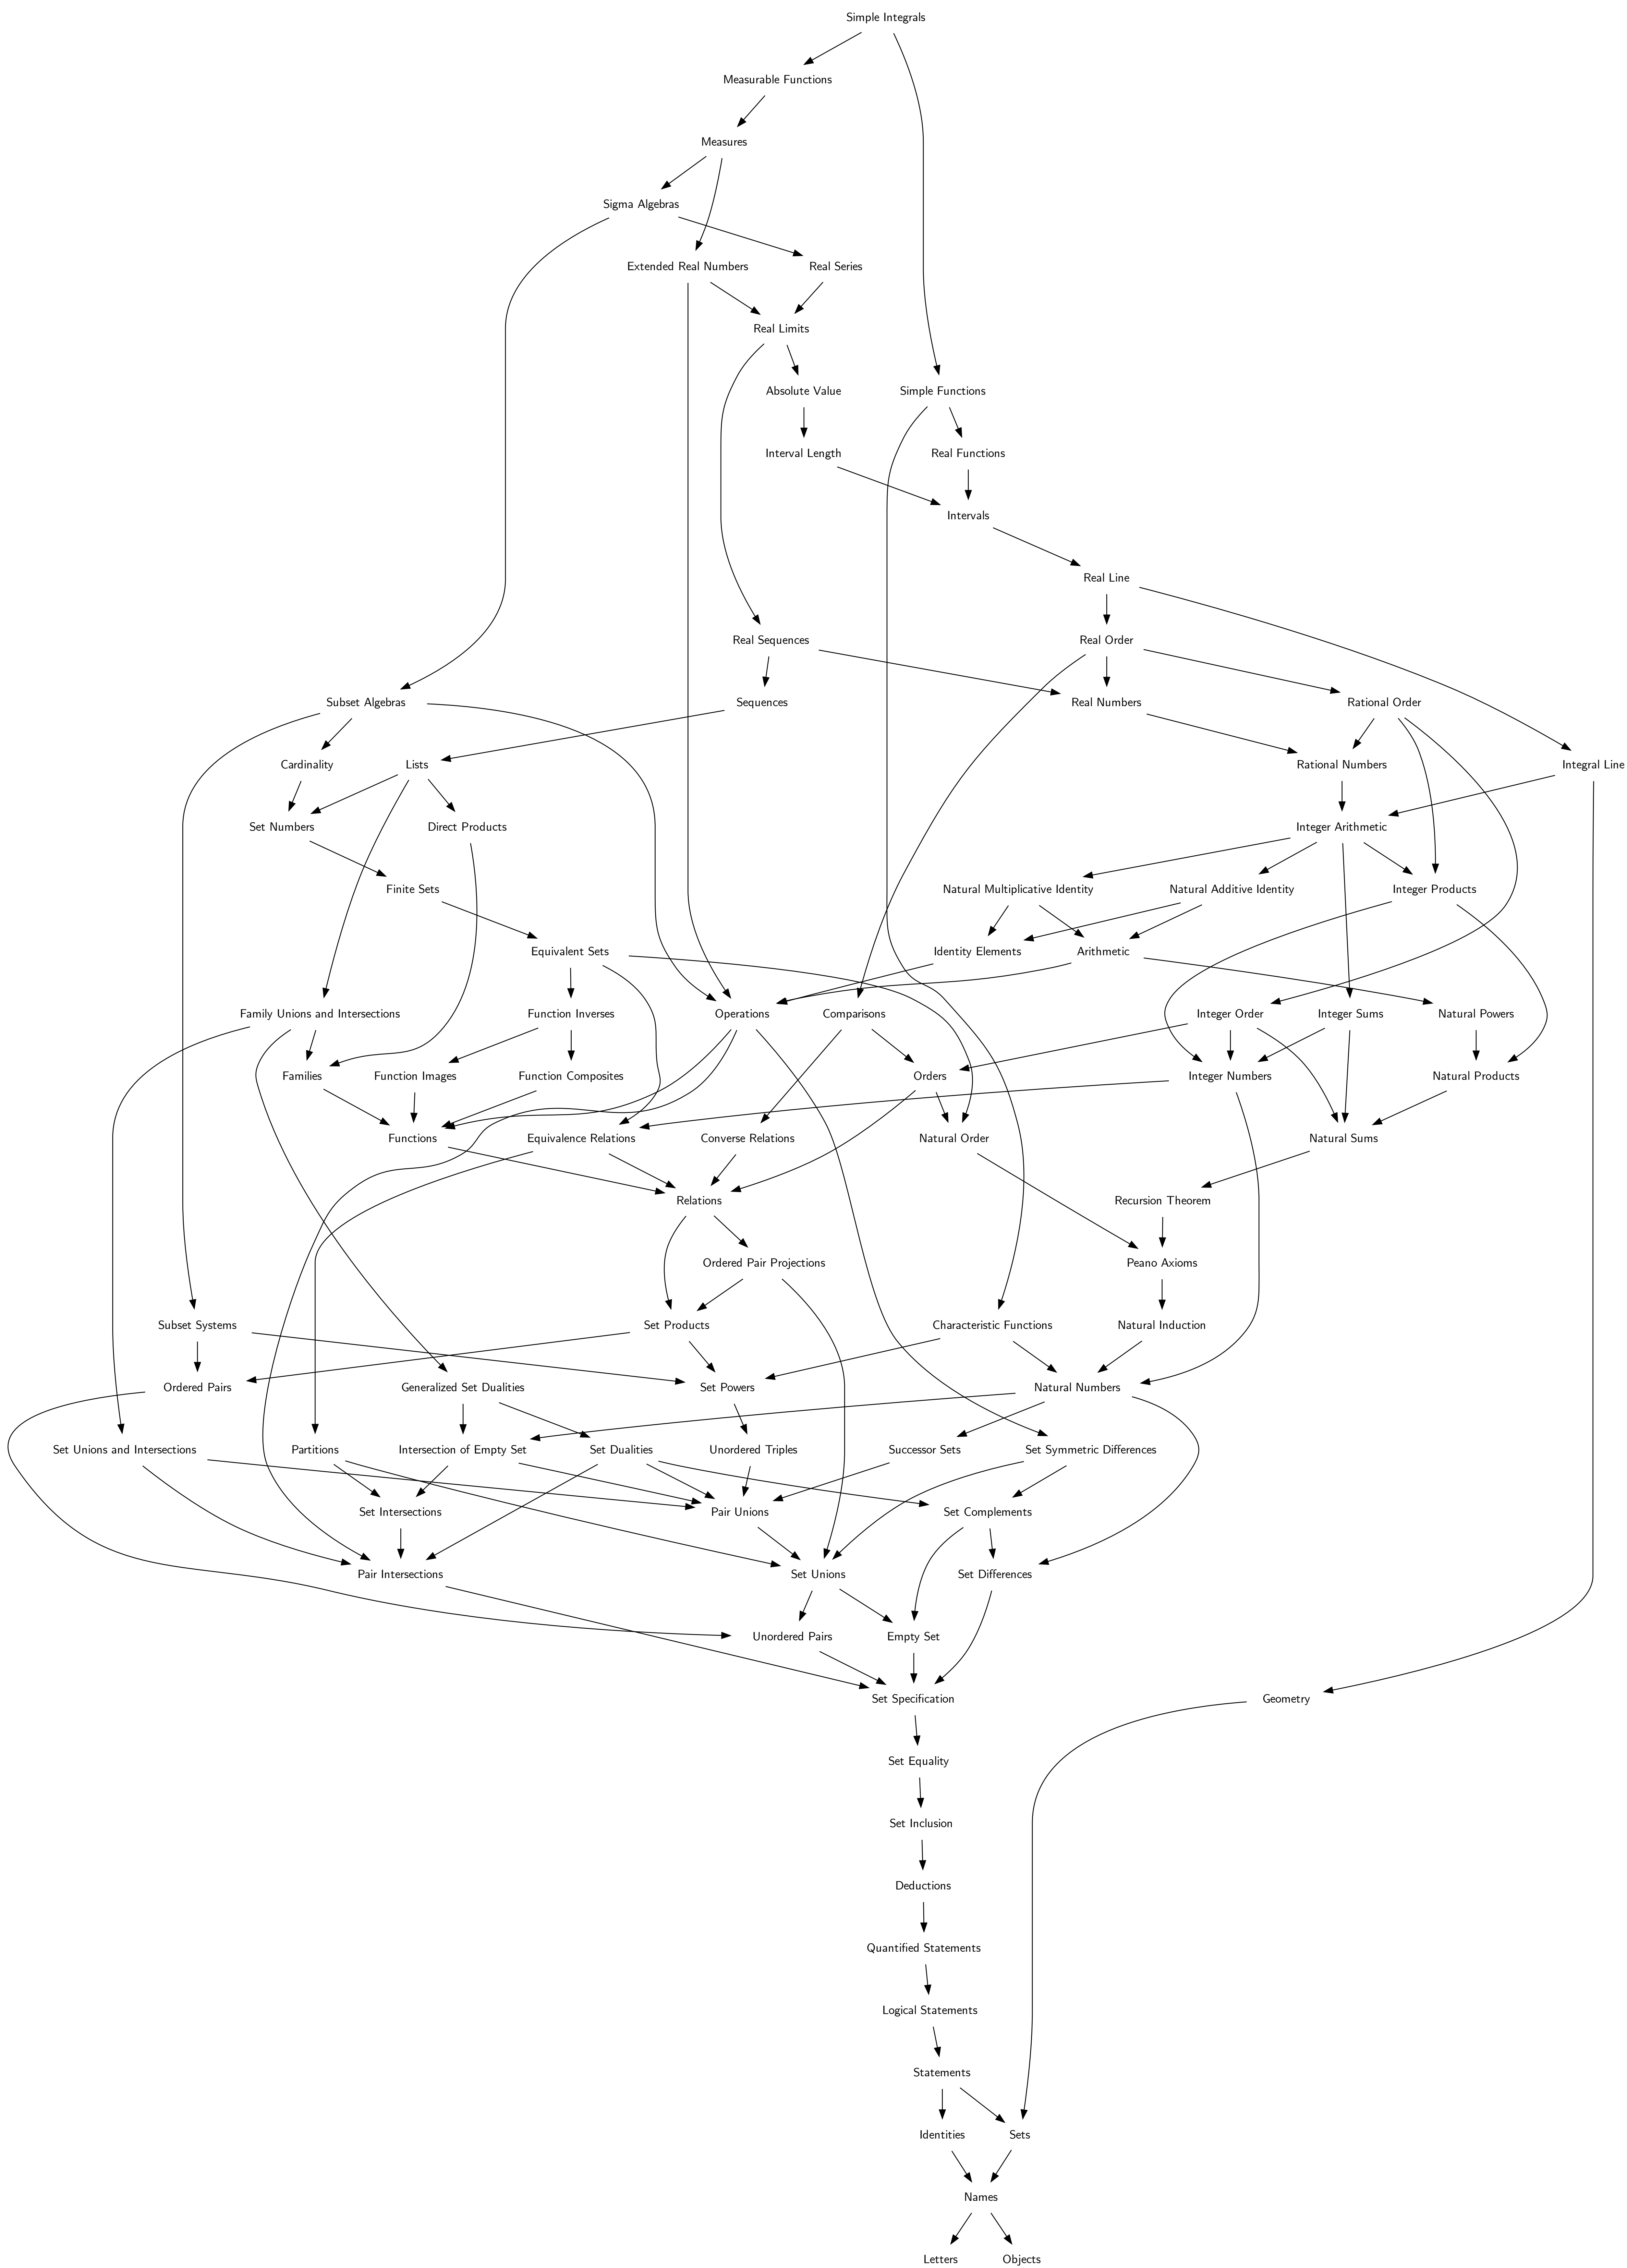 Simple Integrals
Measurable Functions
Measures
Sigma Algebras
Extended Real Numbers
Real Series
Real Limits
Absolute Value
Simple Functions
Interval Length
Real Functions
Intervals
Real Line
Real Sequences
Real Order
Subset Algebras
Sequences
Real Numbers
Rational Order
Cardinality
Lists
Rational Numbers
Integral Line
Set Numbers
Direct Products
Integer Arithmetic
Finite Sets
Natural Multiplicative Identity
Natural Additive Identity
Integer Products
Equivalent Sets
Identity Elements
Arithmetic
Family Unions and Intersections
Function Inverses
Operations
Comparisons
Integer Order
Integer Sums
Natural Powers
Families
Function Images
Function Composites
Orders
Integer Numbers
Natural Products
Functions
Equivalence Relations
Converse Relations
Natural Order
Natural Sums
Relations
Recursion Theorem
Ordered Pair Projections
Peano Axioms
Subset Systems
Set Products
Characteristic Functions
Natural Induction
Ordered Pairs
Generalized Set Dualities
Set Powers
Natural Numbers
Set Unions and Intersections
Partitions
Intersection of Empty Set
Set Dualities
Unordered Triples
Successor Sets
Set Symmetric Differences
Set Intersections
Pair Unions
Set Complements
Pair Intersections
Set Unions
Set Differences
Unordered Pairs
Empty Set
Set Specification
Geometry
Set Equality
Set Inclusion
Deductions
Quantified Statements
Logical Statements
Statements
Identities
Sets
Names
Letters
Objects